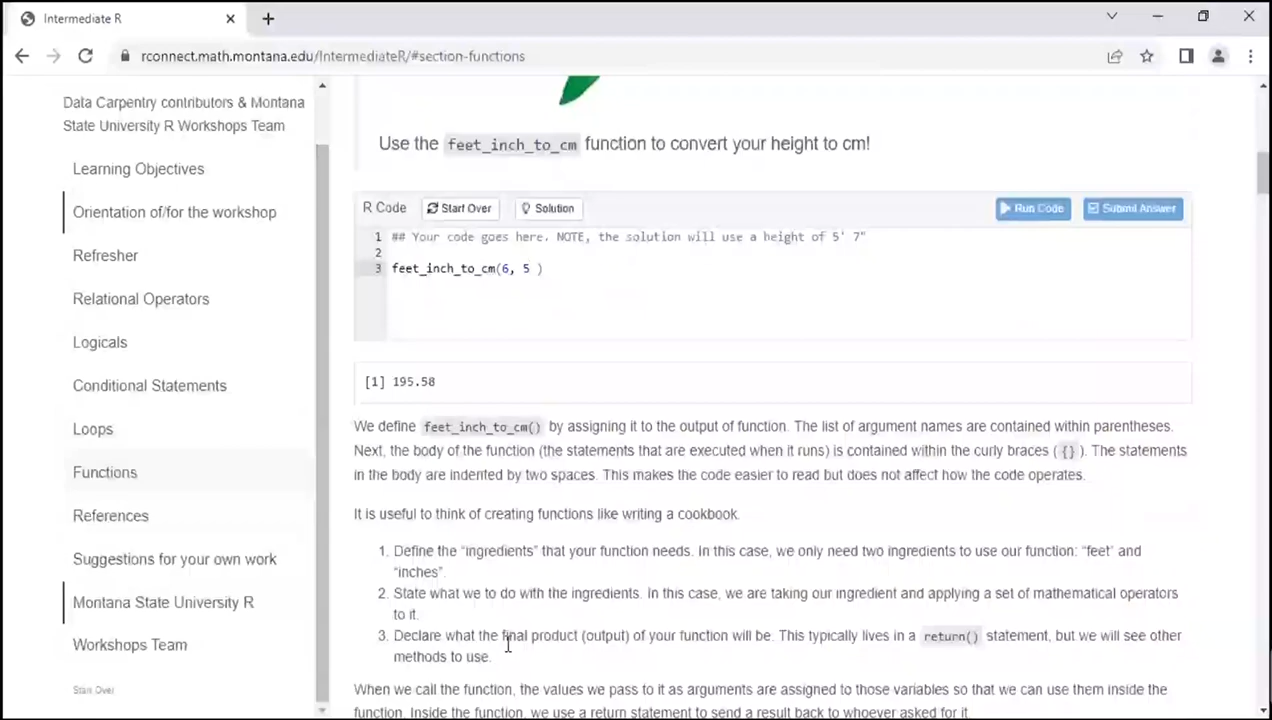 Intermediate R
rconnect.math.montana.edu/IntermediateR/#section-functions
Data Carpentry contributors & Montana
State University R Workshops Team
Learning Objectives
Orientation of/for the workshop
Refresher
Relational Operators
Logicals
Conditional Statements
Loops
Functions
References
Suggestions for your own work
Montana State University R
Workshops Team
Start Over
Use the feet_inch_to_cm function to convert your height to cm!
R Code Start Over Solution Run Code Submit Answer
1 ## Your code goes here. NOTE, the solution will use a height of 5' 7"
2
3 feet_inch_to_cm(6, 5 )
[1] 195.58
We define feet_inch_to_cm() by assigning it to the output of function. The list of argument names are contained within parentheses.
Next, the body of the function (the statements that are executed when it runs) is contained within the curly braces ( {} ). The statements
in the body are indented by two spaces. This makes the code easier to read but does not affect how the code operates.
It is useful to think of creating functions like writing a cookbook.
1. Define the “ingredients” that your function needs. In this case, we only need two ingredients to use our function: “feet” and
“inches”.
2. State what we to do with the ingredients. In this case, we are taking our ingredient and applying a set of mathematical operators
to it.
3. Declare what the final product (output) of your function will be. This typically lives in a return() statement, but we will see other
methods to use.
When we call the function, the values we pass to it as arguments are assigned to those variables so that we can use them inside the
function. Inside the function, we use a return statement to send a result back to whoever asked for it.